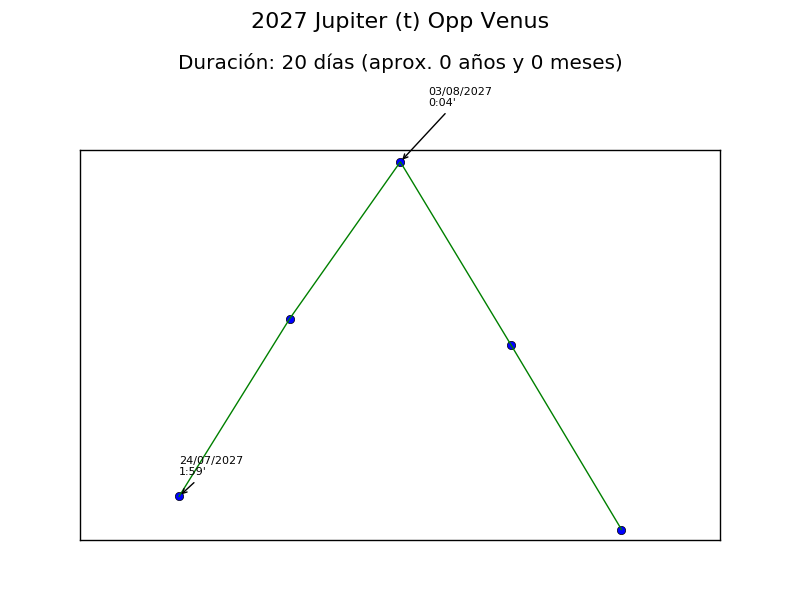 2027 Jupiter (t) Opp Venus
Duración: 20 días (aprox. 0 años y 0 meses)
03/08/2027
0:04'
24/07/2027
1:59'